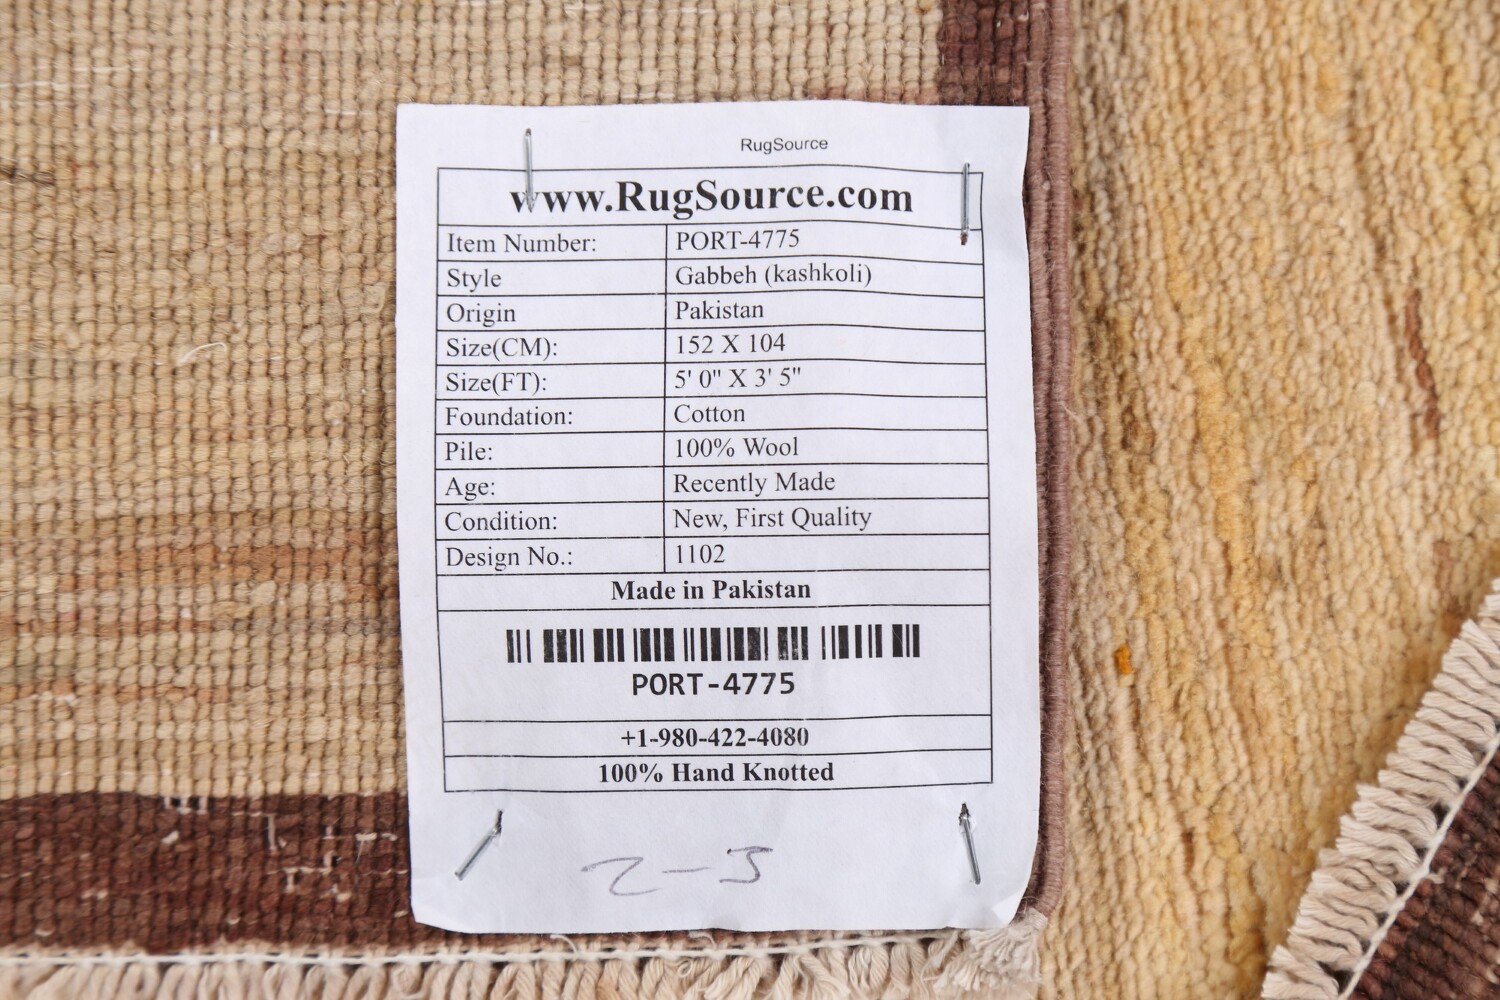 RugSource
www.RugSource.com
Item Number: PORT-4775
Style Gabbeh (kashkoli)
Origin Pakistan
Size(CM): 152 X 104
Size(FT): 5' 0" X 3' 5"
Foundation: Cotton
Pile: 100% Wool
Age: Recently Made
Condition: New, First Quality
Design No.: 1102
Made in Pakistan
PORT-4775
+1-980-422-4080
100% Hand Knotted
2-3